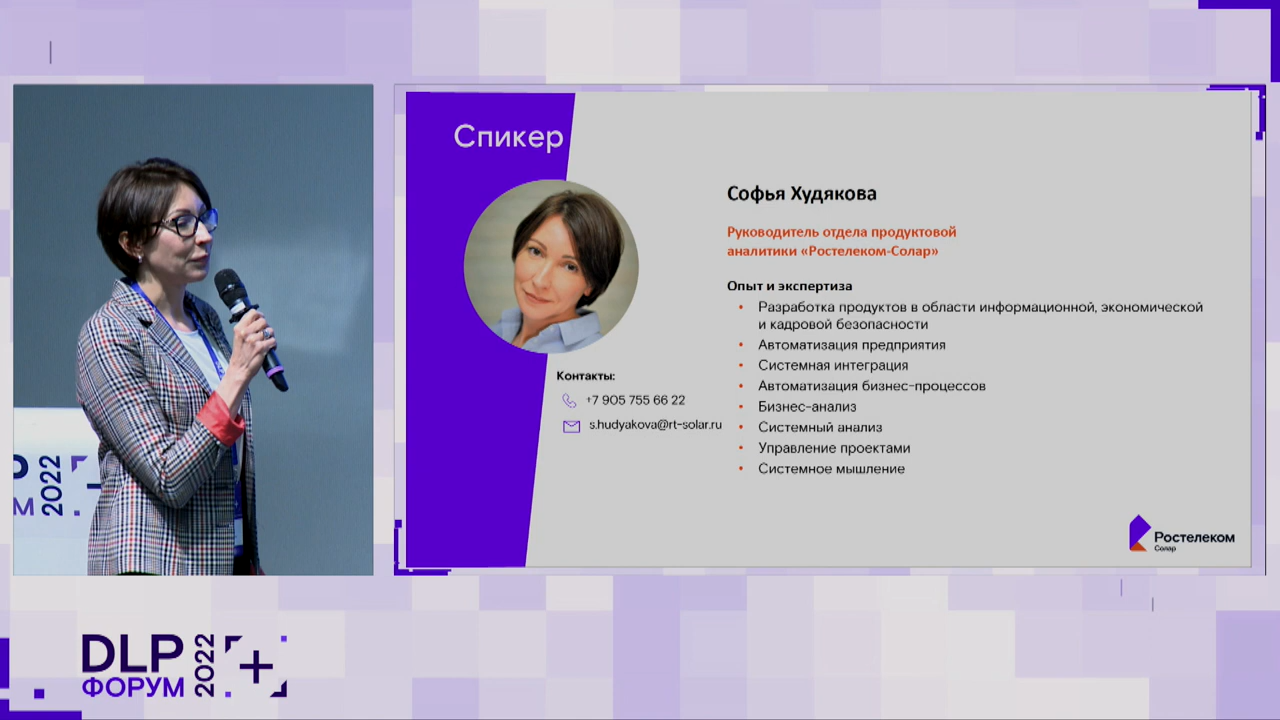 Спикер
Софья Худякова
Руководитель отдела продуктовой
аналитики «Ростелеком-Солар»
Опыт и экспертиза
• Разработка продуктов в области информационной, экономической
и кадровой безопасности
• Автоматизация предприятия
• Системная интеграция
• Автоматизация бизнес-процессов
• Бизнес-анализ
• Системный анализ
• Управление проектами
• Системное мышление
Контакты:
+7 905 755 66 22
s.hudyakova@rt-solar.ru
Ростелеком
Солар
2022
DLP
ФОРУМ
2022